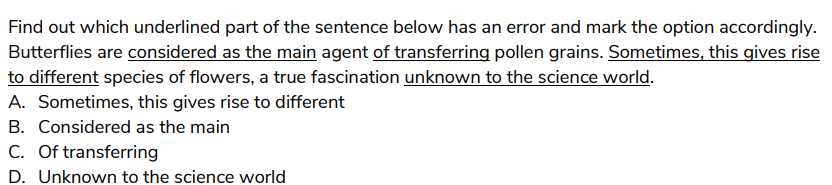 Find out which underlined part of the sentence below has an error and mark the option accordingly.
Butterflies are considered as the main agent of transferring pollen grains. Sometimes, this gives rise
to different species of flowers, a true fascination unknown to the science world.
A. Sometimes, this gives rise to different
B. Considered as the main
C. Of transferring
D. Unknown to the science world